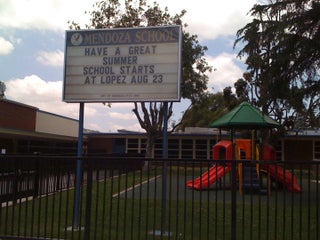 MENDOZA SCHOOL
HAVE A GREAT
SUMMER
SCHOOL STARTS
AT LOPEZ AUG 23